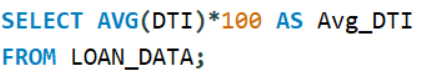 SELECT AVG(DTI)*100 AS Avg_DTI
FROM LOAN_DATA;